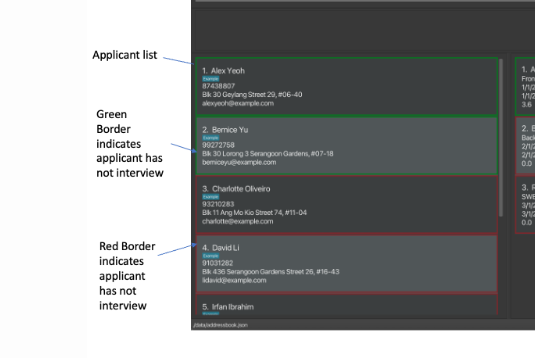 Applicant list
Green
Border
indicates
applicant has
not interview
Red Border
indicates
applicant
has not
interview
1. Alex Yeoh
Example
87438807
Blk 30 Geylang Street 29, #06-40
alexyeoh@example.com
2. Bernice Yu
Example
99272758
Blk 30 Lorong 3 Serangoon Gardens, #07-18
berniceyu@example.com
3. Charlotte Oliveiro
Example
93210283
Blk 11 Ang Mo Kio Street 74, #11-04
charlotte@example.com
4. David Li
Example
91031282
Blk 436 Serangoon Gardens Street 26, #16-43
lidavid@example.com
5. Irfan Ibrahim
Example
1. A
Fron
1/1/2
1/1/2
3.6
2. B
Back
2/1/
2/1/
0.0
3. R
SWE
3/1/
3/1/
0.0
./data/addressbook.json